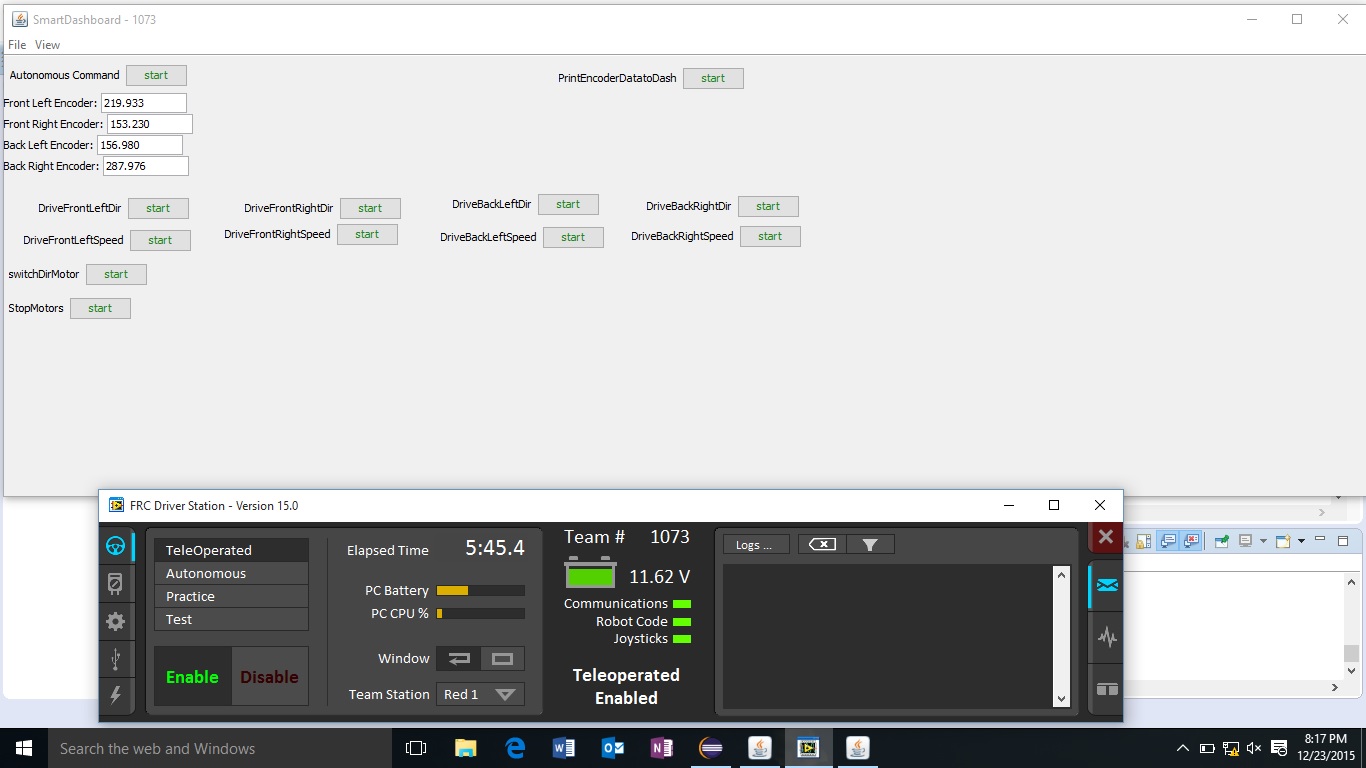 SmartDashboard - 1073
File View
Autonomous Command start
PrintEncoderDatatoDash start
Front Left Encoder: 219.933
Front Right Encoder: 153.230
Back Left Encoder: 156.980
Back Right Encoder: 287.976
DriveFrontLeftDir start
DriveFrontRightDir start
DriveBackLeftDir start
DriveBackRightDir start
DriveFrontLeftSpeed start
DriveFrontRightSpeed start
DriveBackLeftSpeed start
DriveBackRightSpeed start
switchDirMotor start
StopMotors start
FRC Driver Station - Version 15.0
TeleOperated
Autonomous
Practice
Test
Enable Disable
Elapsed Time 5:45.4
PC Battery
PC CPU %
Window
Team Station Red 1
Team # 1073
11.62 V
Communications
Robot Code
Joysticks
Teleoperated
Enabled
Logs ...
Search the web and Windows
8:17 PM
12/23/2015